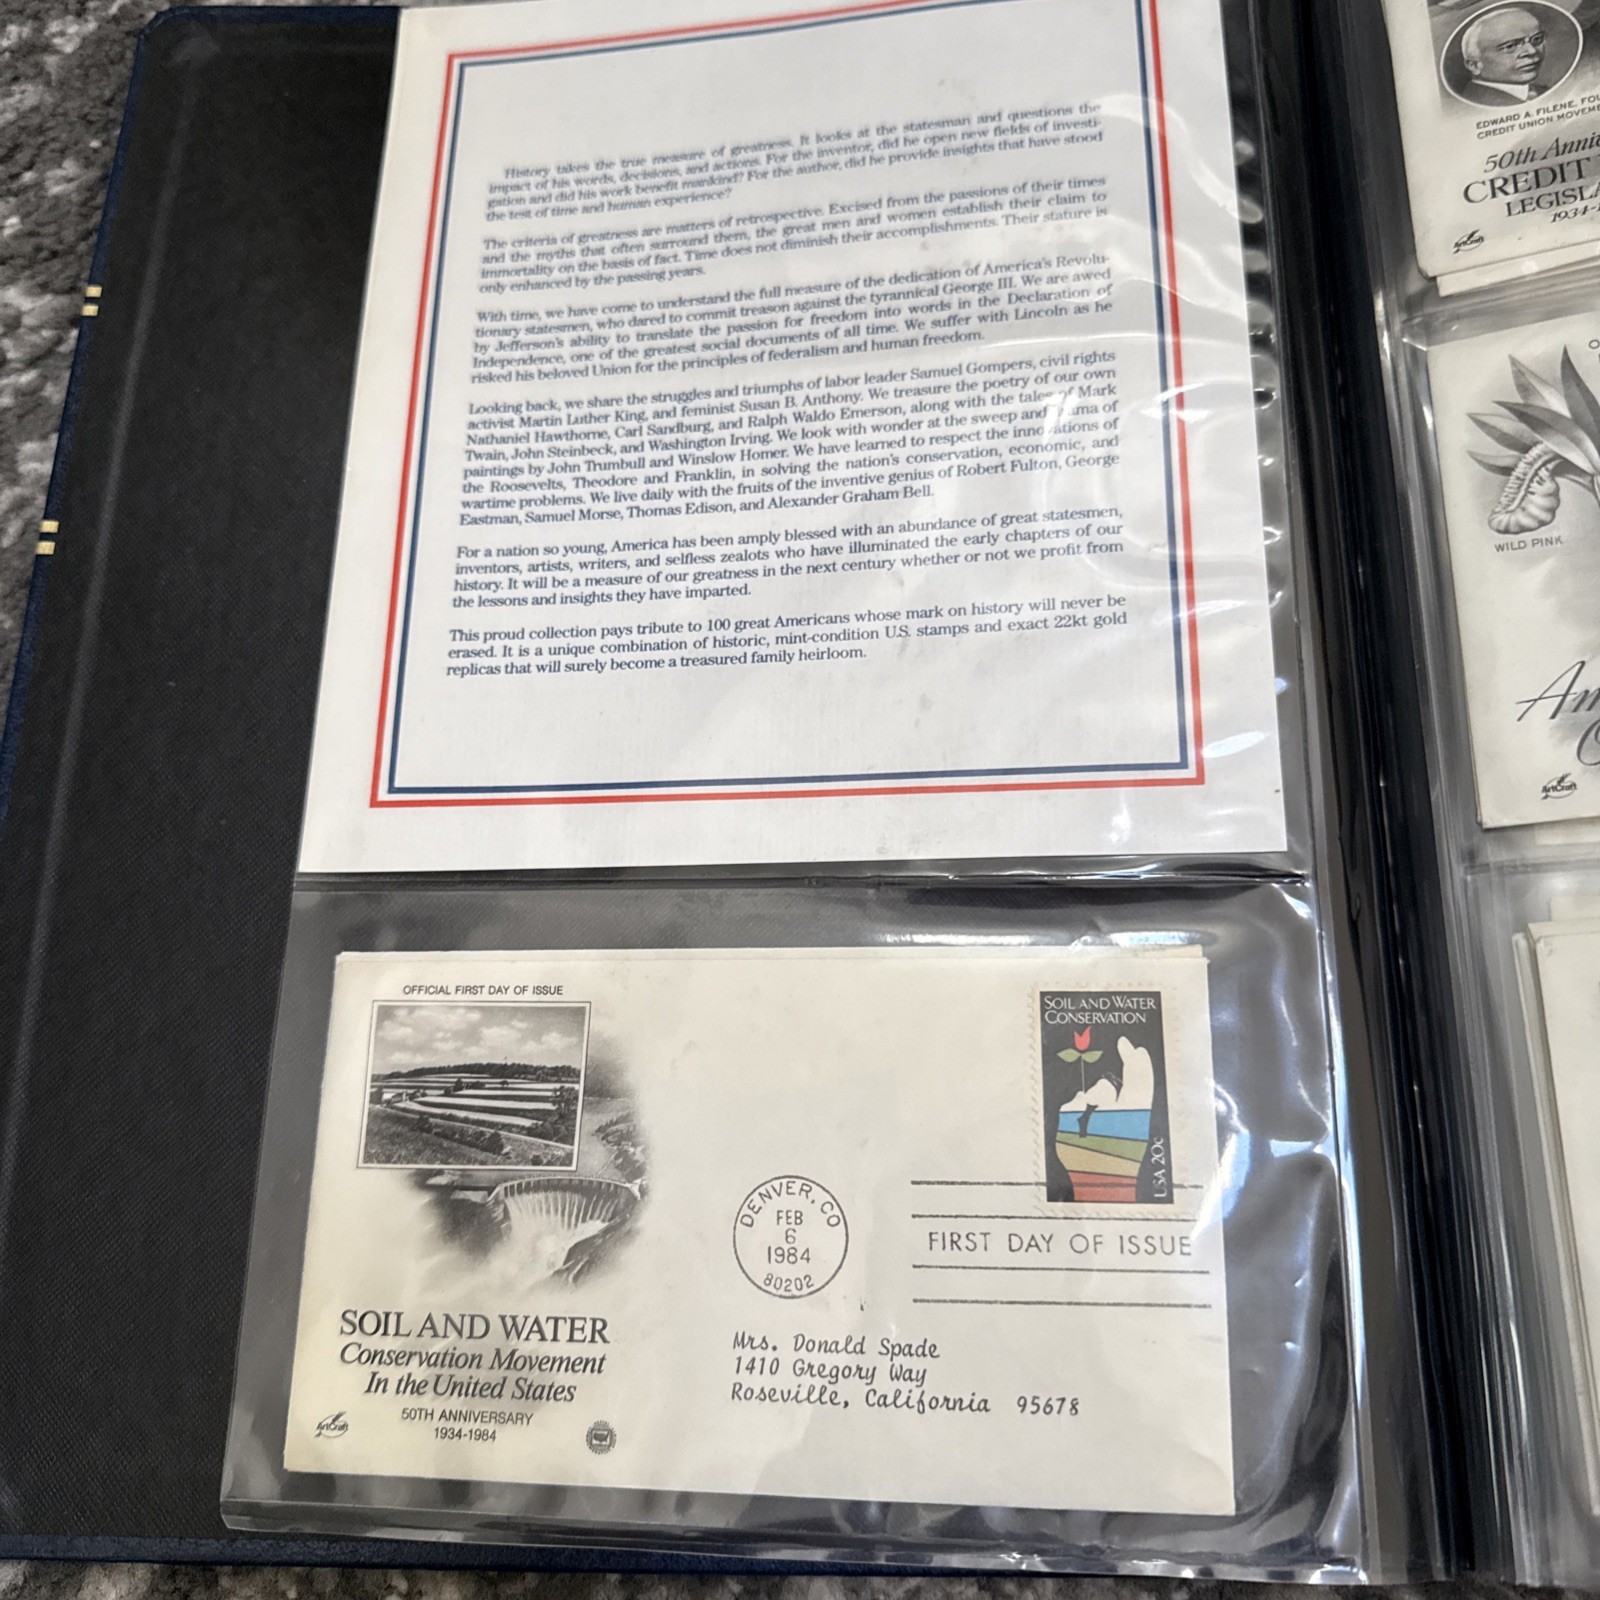 History takes the true measure of greatness. It looks at the statesman and questions the
impact of his words, decisions, and actions. For the inventor, did he open new fields of investi-
gation and did his work benefit mankind? For the author, did he provide insights that have stood
the test of time and human experience?
The criteria of greatness are matters of retrospective. Excised from the passions of their times
and the myths that often surround them, the great men and women establish their claim to
immortality on the basis of fact. Time does not diminish their accomplishments. Their stature is
only enhanced by the passing years.
With time, we have come to understand the full measure of the dedication of America's Revolu-
tionary statesmen, who dared to commit treason against the tyrannical George III. We are awed
by Jefferson's ability to translate the passion for freedom into words in the Declaration of
Independence, one of the greatest social documents of all time. We suffer with Lincoln as he
risked his beloved Union for the principles of federalism and human freedom.
Looking back, we share the struggles and triumphs of labor leader Samuel Gompers, civil rights
activist Martin Luther King, and feminist Susan B. Anthony. We treasure the poetry of our own
Nathaniel Hawthorne, Carl Sandburg, and Ralph Waldo Emerson, along with the tales of Mark
Twain, John Steinbeck, and Washington Irving. We look with wonder at the sweep and drama of
paintings by John Trumbull and Winslow Homer. We have learned to respect the innovations of
the Roosevelts, Theodore and Franklin, in solving the nation's conservation, economic, and
wartime problems. We live daily with the fruits of the inventive genius of Robert Fulton, George
Eastman, Samuel Morse, Thomas Edison, and Alexander Graham Bell.
For a nation so young, America has been amply blessed with an abundance of great statesmen,
inventors, artists, writers, and selfless zealots who have illuminated the early chapters of our
history. It will be a measure of our greatness in the next century whether or not we profit from
the lessons and insights they have imparted.
This proud collection pays tribute to 100 great Americans whose mark on history will never be
erased. It is a unique combination of historic, mint-condition U.S. stamps and exact 22kt gold
replicas that will surely become a treasured family heirloom.
OFFICIAL FIRST DAY OF ISSUE
SOIL AND WATER
Conservation Movement
In the United States
50TH ANNIVERSARY
1934-1984
ArtCraft
SOIL AND WATER
CONSERVATION
USA 20c
DENVER, CO
FEB
6
1984
80202
FIRST DAY OF ISSUE
Mrs. Donald Spade
1410 Gregory Way
Roseville, California 95678
EDWARD A. FILENE, FOU
CREDIT UNION MOVEME
50th Anni
CREDIT
LEGISLA
1934-1
ArtCraft
WILD PINK
Am
ArtCraft